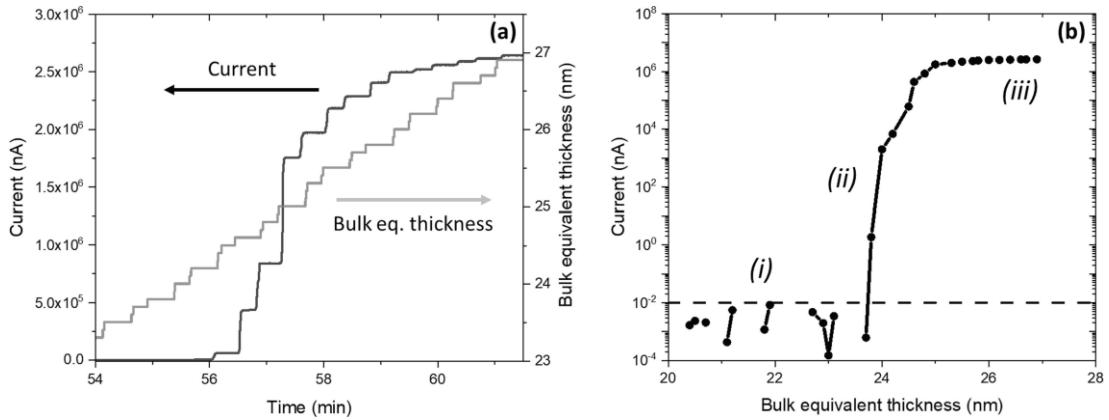 (a)
3.0x10⁶
2.5x10⁶
2.0x10⁶
1.5x10⁶
1.0x10⁶
5.0x10⁵
0.0
Current (nA)
Current
Bulk eq. thickness
27
26
25
24
23
Bulk equivalent thickness (nm)
54 56 58 60
Time (min)
(b)
10⁸
10⁶
10⁴
10²
10⁰
10⁻²
10⁻⁴
Current (nA)
(i)
(ii)
(iii)
20 22 24 26 28
Bulk equivalent thickness (nm)